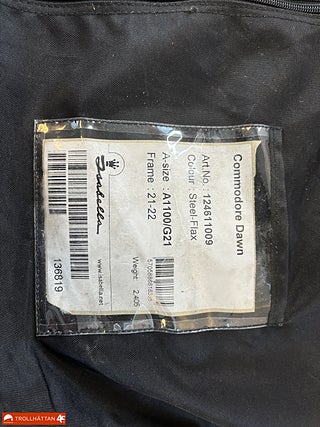 Commodore Dawn
Art.No : 124611009
Colour : Steel-Flax
A-size : A1100/G21
Frame : 21-22
Weight: 2,405
Isabella
www.isabella.net
136819
TROLLHÄTTAN